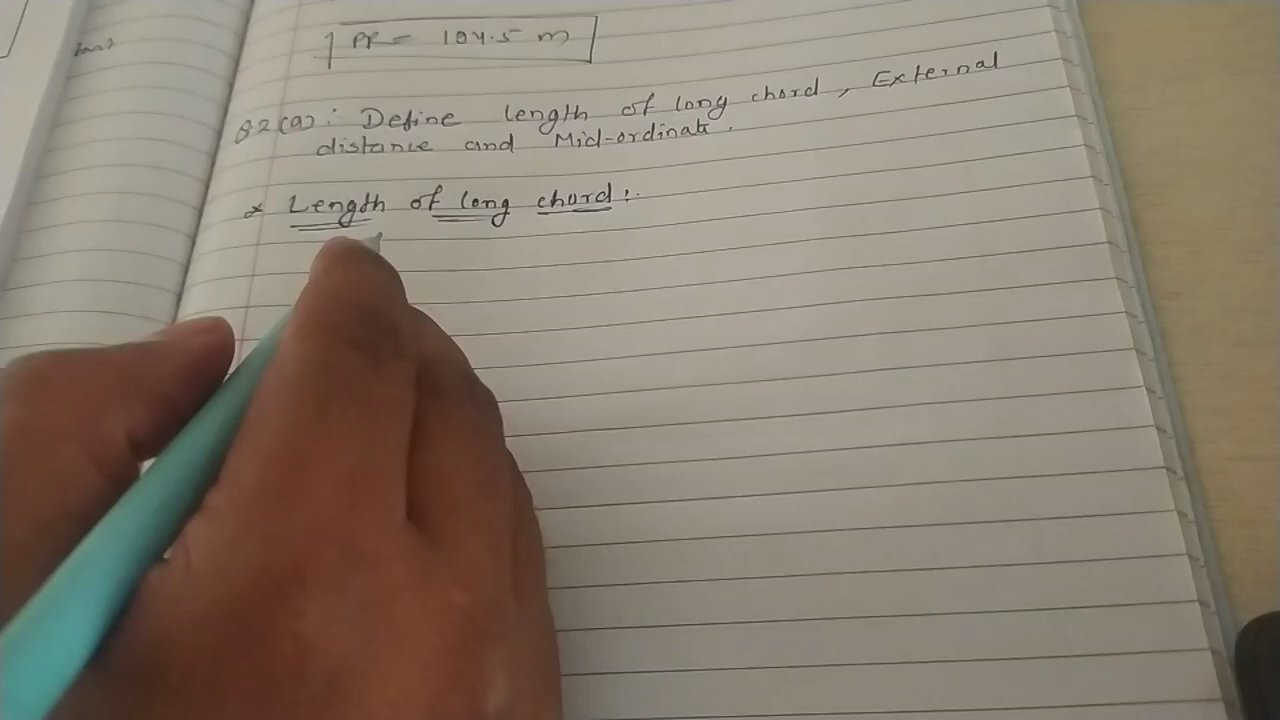 PR = 104.5 m
Q2(a): Define length of long chord, External
distance and Mid-ordinate.
* Length of long chord: